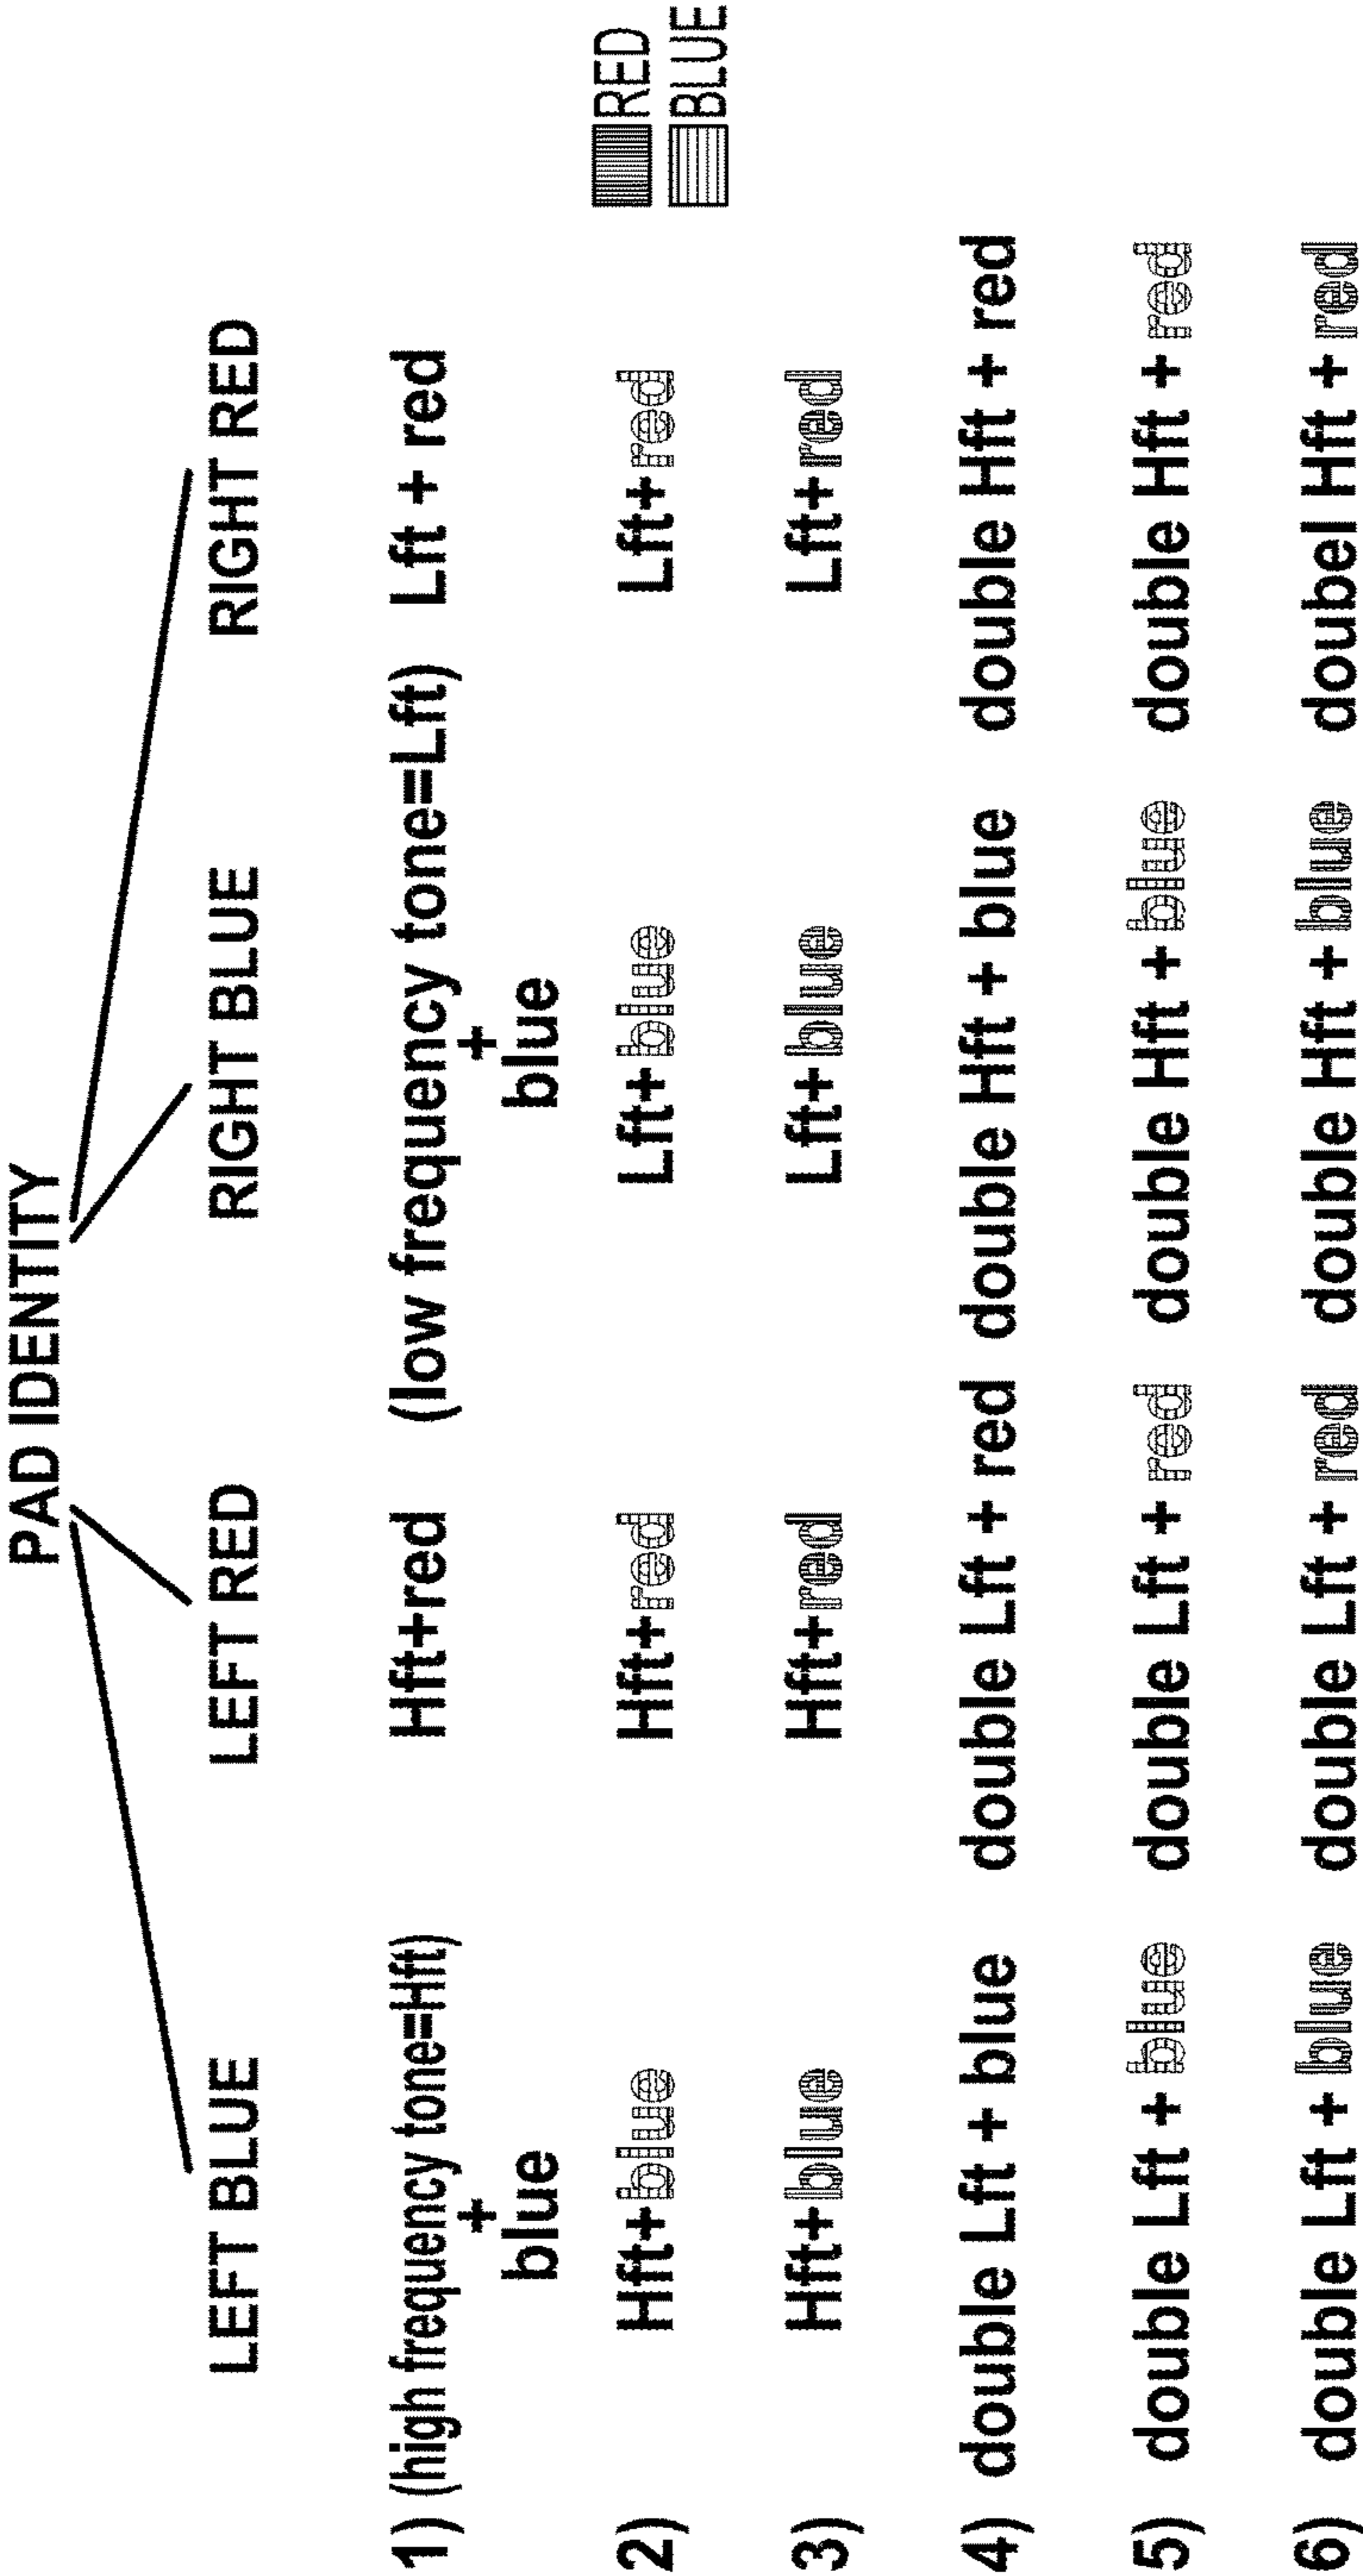 PAD IDENTITY
LEFT BLUE LEFT RED RIGHT BLUE RIGHT RED
1) (high frequency tone=Hft) Hft+red (low frequency tone=Lft) Lft + red
+ +
blue blue
RED
BLUE
2) Hft+blue Hft+red Lft+blue Lft+red
3) Hft+blue Hft+red Lft+blue Lft+red
4) double Lft + blue double Lft + red double Hft + blue double Hft + red
5) double Lft + blue double Lft + red double Hft + blue double Hft + red
6) double Lft + blue double Lft + red double Hft + blue doubel Hft + red